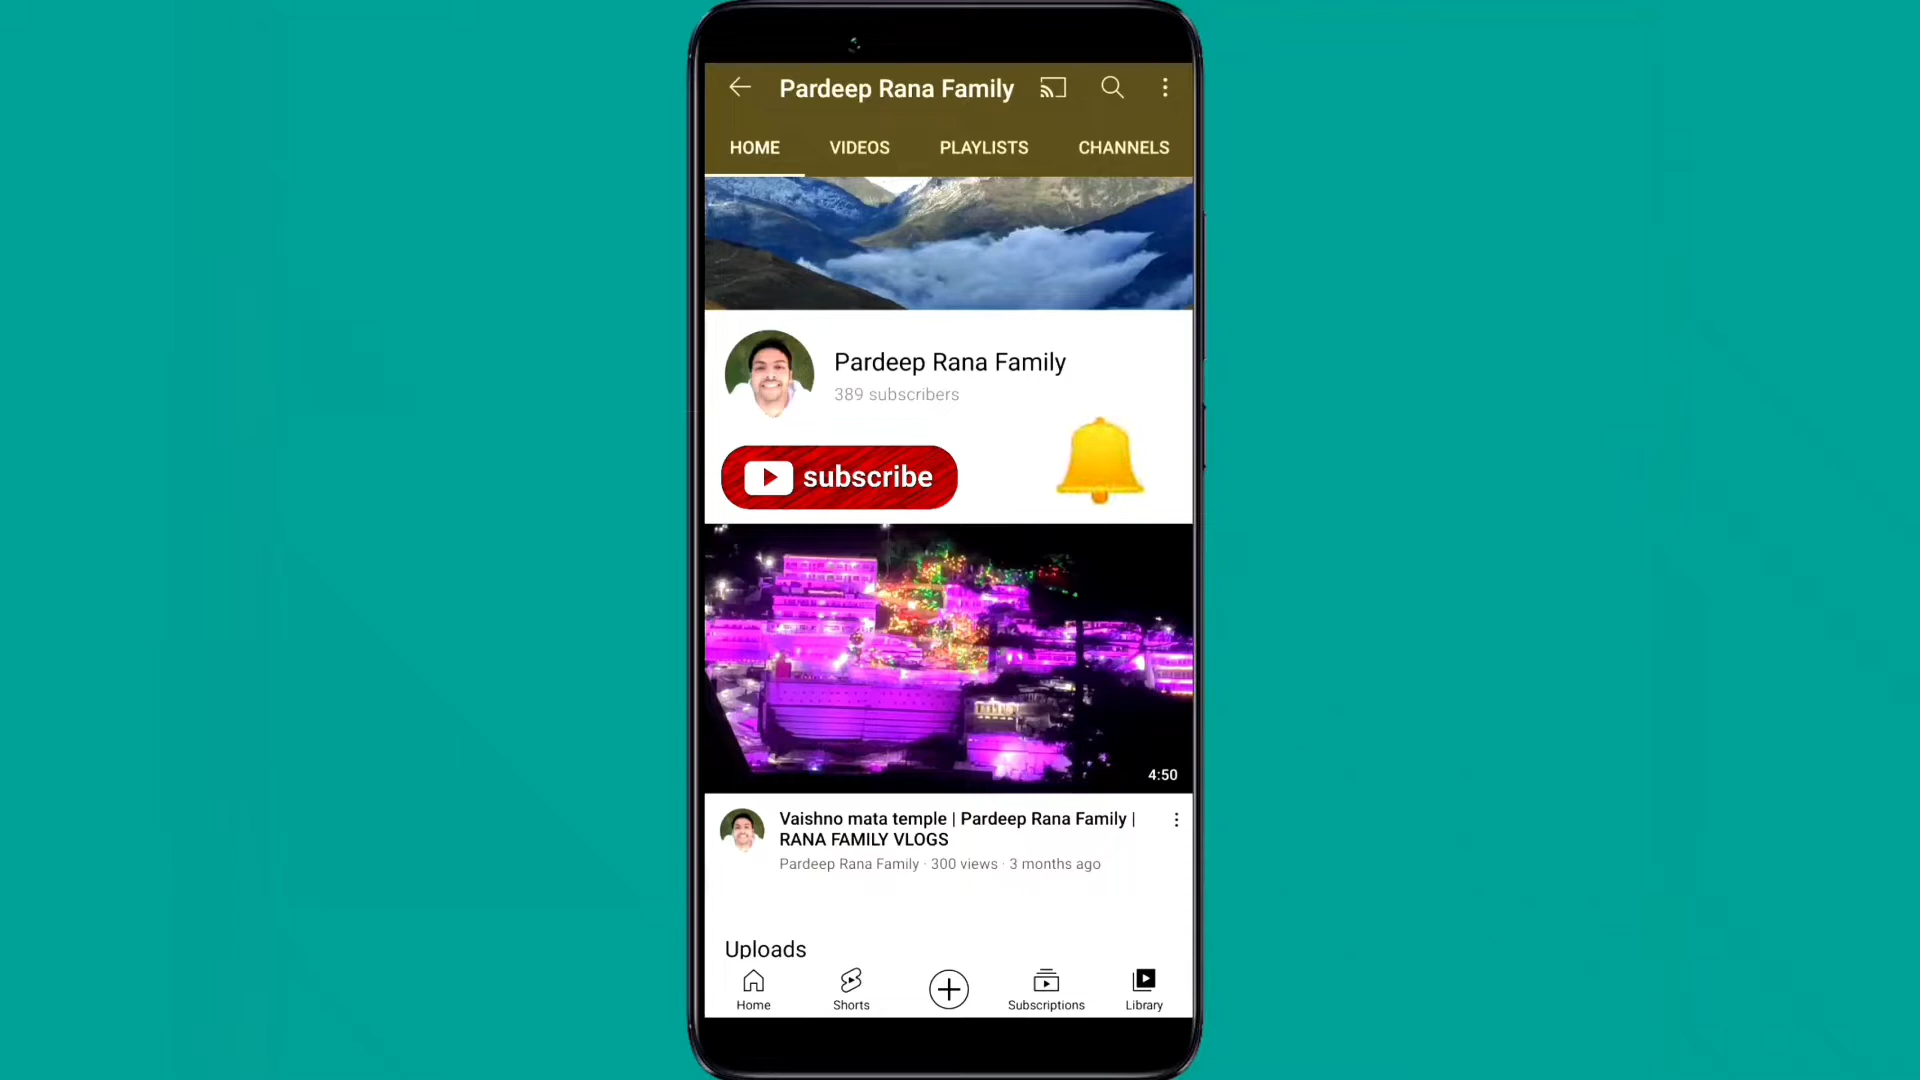 Pardeep Rana Family
HOME VIDEOS PLAYLISTS CHANNELS
Pardeep Rana Family
389 subscribers
subscribe
4:50
Vaishno mata temple | Pardeep Rana Family |
RANA FAMILY VLOGS
Pardeep Rana Family · 300 views · 3 months ago
Uploads
Home Shorts Subscriptions Library